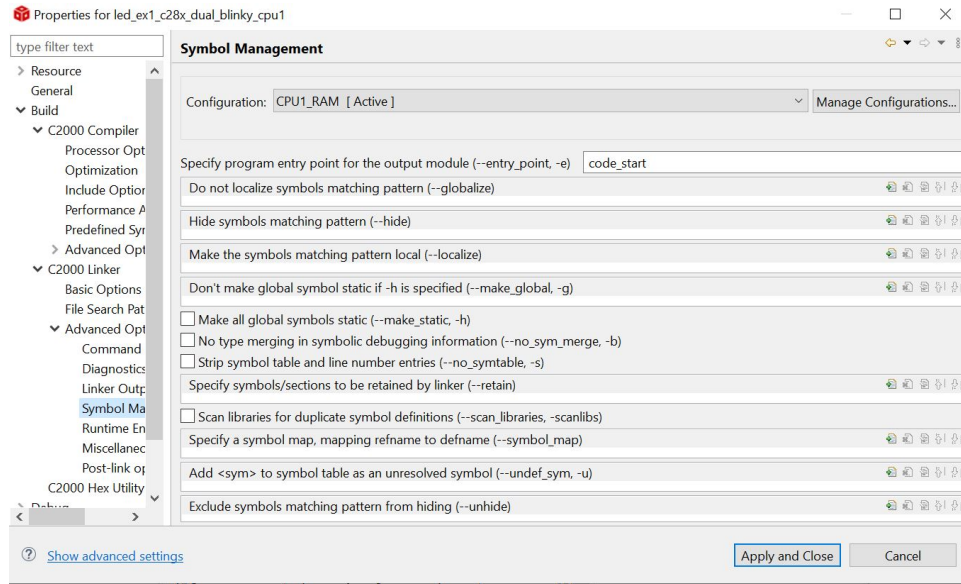 Properties for led_ex1_c28x_dual_blinky_cpu1
type filter text
Resource
General
Build
C2000 Compiler
Processor Opt
Optimization
Include Option
Performance A
Predefined Syr
Advanced Opt
C2000 Linker
Basic Options
File Search Pat
Advanced Opt
Command
Diagnostics
Linker Outp
Symbol Ma
Runtime En
Miscellanec
Post-link op
C2000 Hex Utility
Debug
Symbol Management
Configuration: CPU1_RAM [ Active ]
Manage Configurations...
Specify program entry point for the output module (--entry_point, -e) code_start
Do not localize symbols matching pattern (--globalize)
Hide symbols matching pattern (--hide)
Make the symbols matching pattern local (--localize)
Don't make global symbol static if -h is specified (--make_global, -g)
Make all global symbols static (--make_static, -h)
No type merging in symbolic debugging information (--no_sym_merge, -b)
Strip symbol table and line number entries (--no_symtable, -s)
Specify symbols/sections to be retained by linker (--retain)
Scan libraries for duplicate symbol definitions (--scan_libraries, -scanlibs)
Specify a symbol map, mapping refname to defname (--symbol_map)
Add <sym> to symbol table as an unresolved symbol (--undef_sym, -u)
Exclude symbols matching pattern from hiding (--unhide)
Show advanced settings
Apply and Close
Cancel